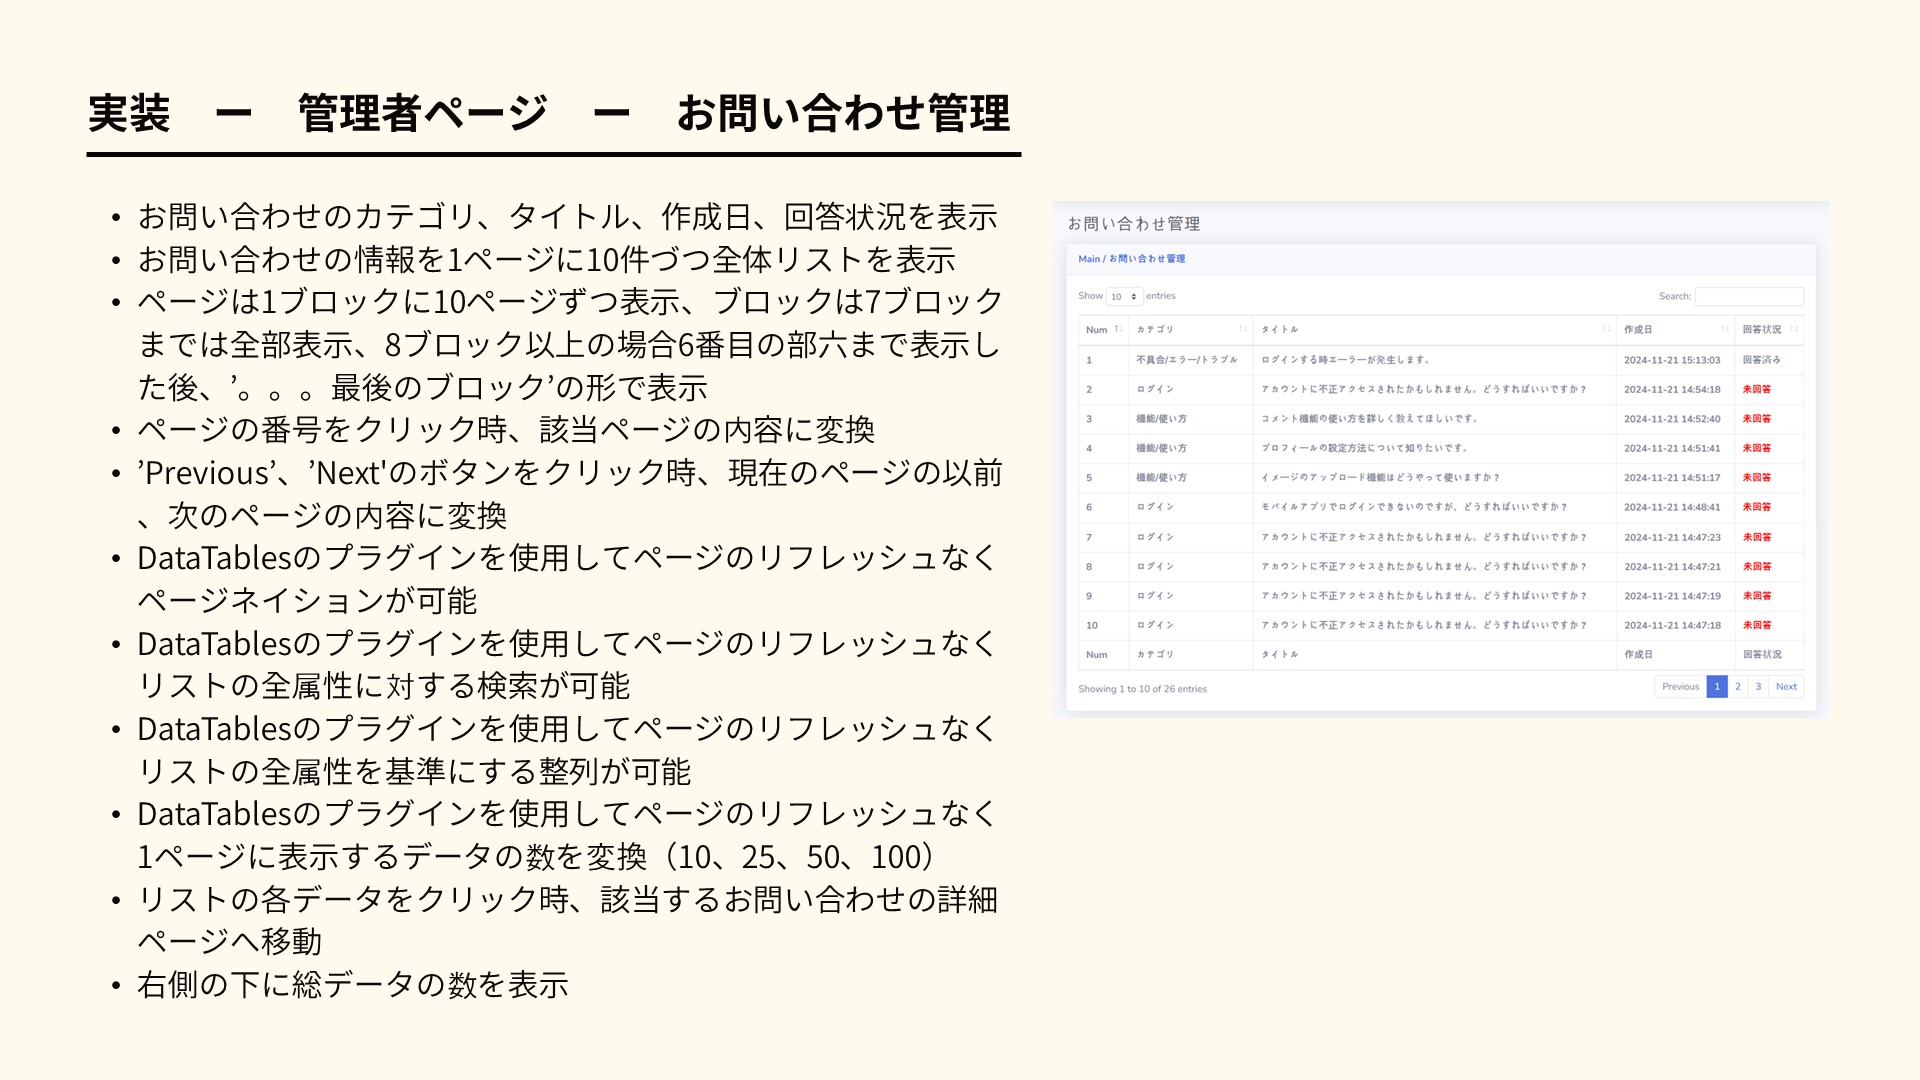 実装　ー　管理者ページ　ー　お問い合わせ管理
• お問い合わせのカテゴリ、タイトル、作成日、回答状況を表示
• お問い合わせの情報を1ページに10件づつ全体リストを表示
• ページは1ブロックに10ページずつ表示、ブロックは7ブロック
までは全部表示、8ブロック以上の場合6番目の部六まで表示し
た後、’。。。最後のブロック’の形で表示
• ページの番号をクリック時、該当ページの内容に変換
• ’Previous’、’Next'のボタンをクリック時、現在のページの以前
、次のページの内容に変換
• DataTablesのプラグインを使用してページのリフレッシュなく
ページネイションが可能
• DataTablesのプラグインを使用してページのリフレッシュなく
リストの全属性に対する検索が可能
• DataTablesのプラグインを使用してページのリフレッシュなく
リストの全属性を基準にする整列が可能
• DataTablesのプラグインを使用してページのリフレッシュなく
1ページに表示するデータの数を変換（10、25、50、100）
• リストの各データをクリック時、該当するお問い合わせの詳細
ページへ移動
• 右側の下に総データの数を表示
お問い合わせ管理
Main / お問い合わせ管理
Show 10 entries Search:
Num カテゴリ タイトル 作成日 回答状況
1 不具合/エラー/トラブル ログインする時エーラーが発生します。 2024-11-21 15:13:03 回答済み
2 ログイン アカウントに不正アクセスされたかもしれません。どうすればいいですか？ 2024-11-21 14:54:18 未回答
3 機能/使い方 コメント機能の使い方を詳しく教えてほしいです。 2024-11-21 14:52:40 未回答
4 機能/使い方 プロフィールの設定方法について知りたいです。 2024-11-21 14:51:41 未回答
5 機能/使い方 イメージのアップロード機能はどうやって使いますか？ 2024-11-21 14:51:17 未回答
6 ログイン モバイルアプリでログインできないのですが、どうすればいいですか？ 2024-11-21 14:48:41 未回答
7 ログイン アカウントに不正アクセスされたかもしれません。どうすればいいですか？ 2024-11-21 14:47:23 未回答
8 ログイン アカウントに不正アクセスされたかもしれません。どうすればいいですか？ 2024-11-21 14:47:21 未回答
9 ログイン アカウントに不正アクセスされたかもしれません。どうすればいいですか？ 2024-11-21 14:47:19 未回答
10 ログイン アカウントに不正アクセスされたかもしれません。どうすればいいですか？ 2024-11-21 14:47:18 未回答
Num カテゴリ タイトル 作成日 回答状況
Showing 1 to 10 of 26 entries Previous 1 2 3 Next